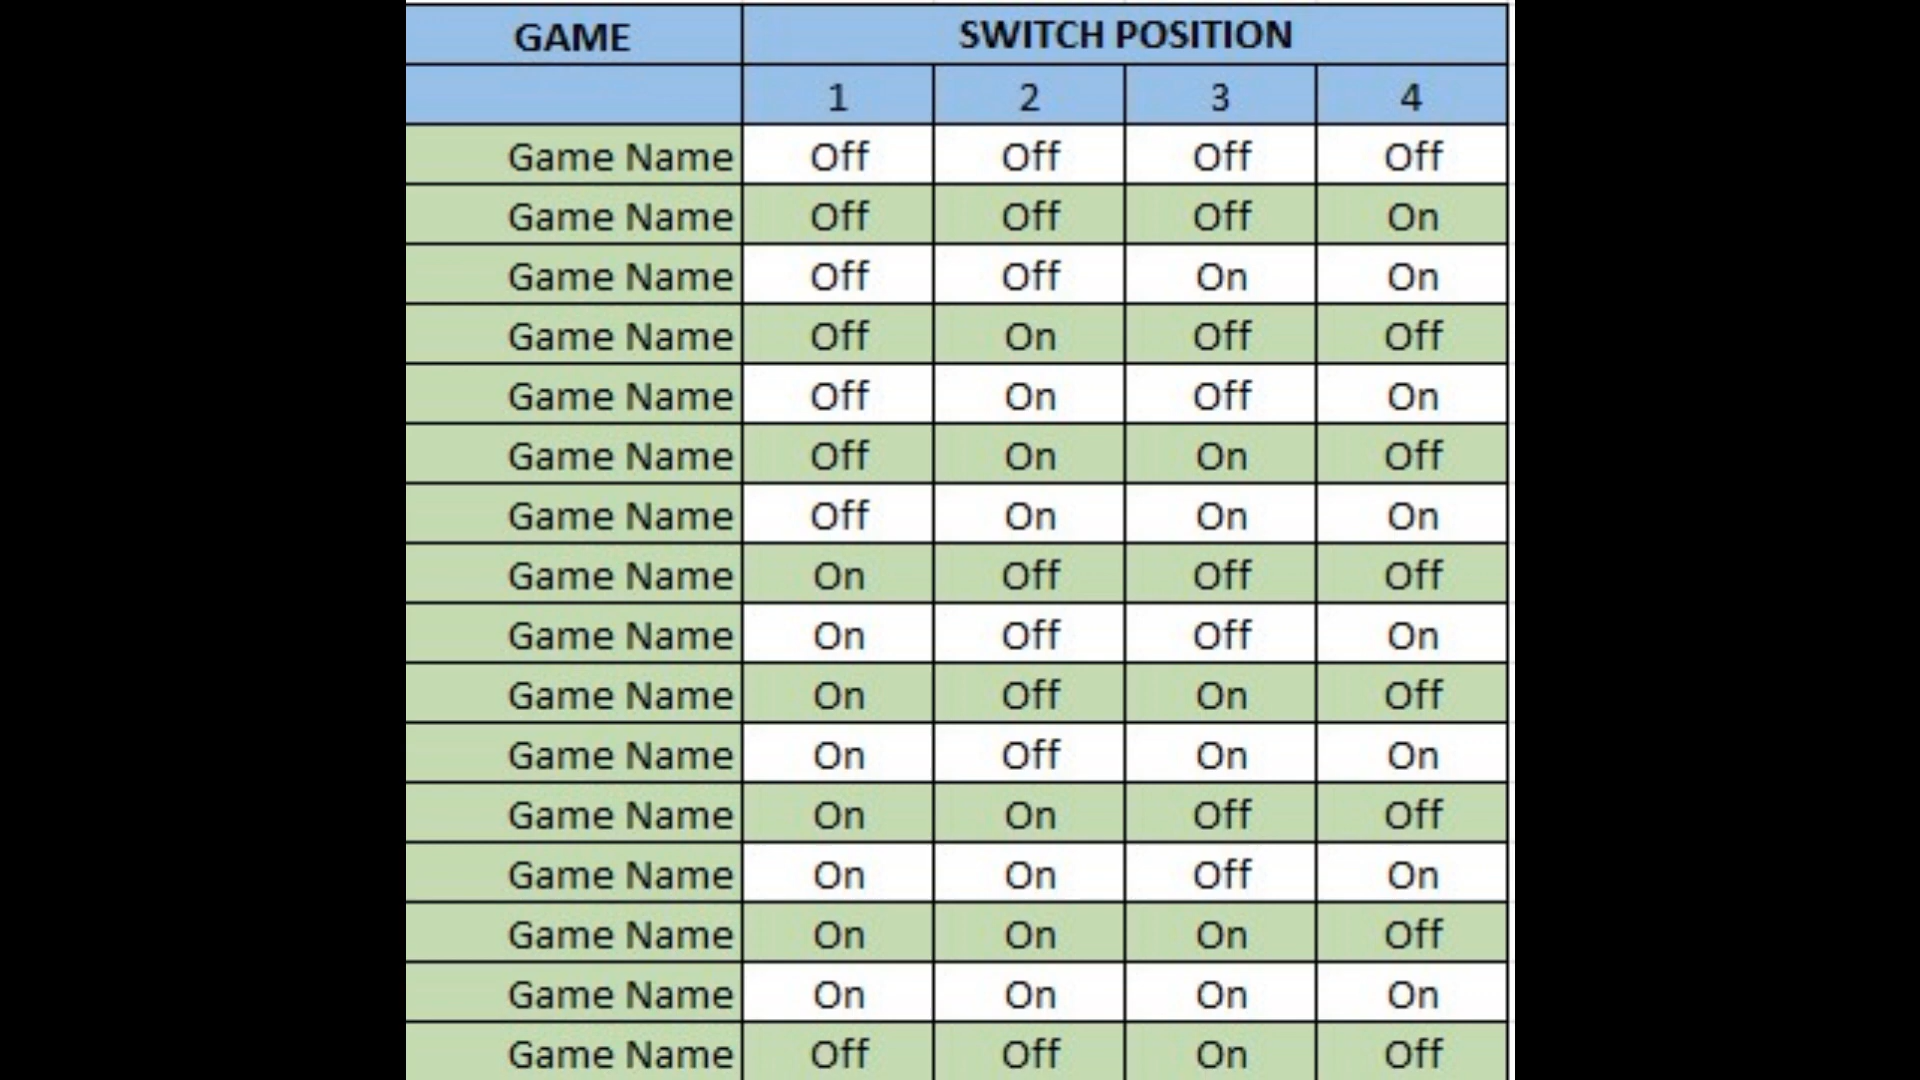 GAME SWITCH POSITION
1 2 3 4
Game Name Off Off Off Off
Game Name Off Off Off On
Game Name Off Off On On
Game Name Off On Off Off
Game Name Off On Off On
Game Name Off On On Off
Game Name Off On On On
Game Name On Off Off Off
Game Name On Off Off On
Game Name On Off On Off
Game Name On Off On On
Game Name On On Off Off
Game Name On On Off On
Game Name On On On Off
Game Name On On On On
Game Name Off Off On Off